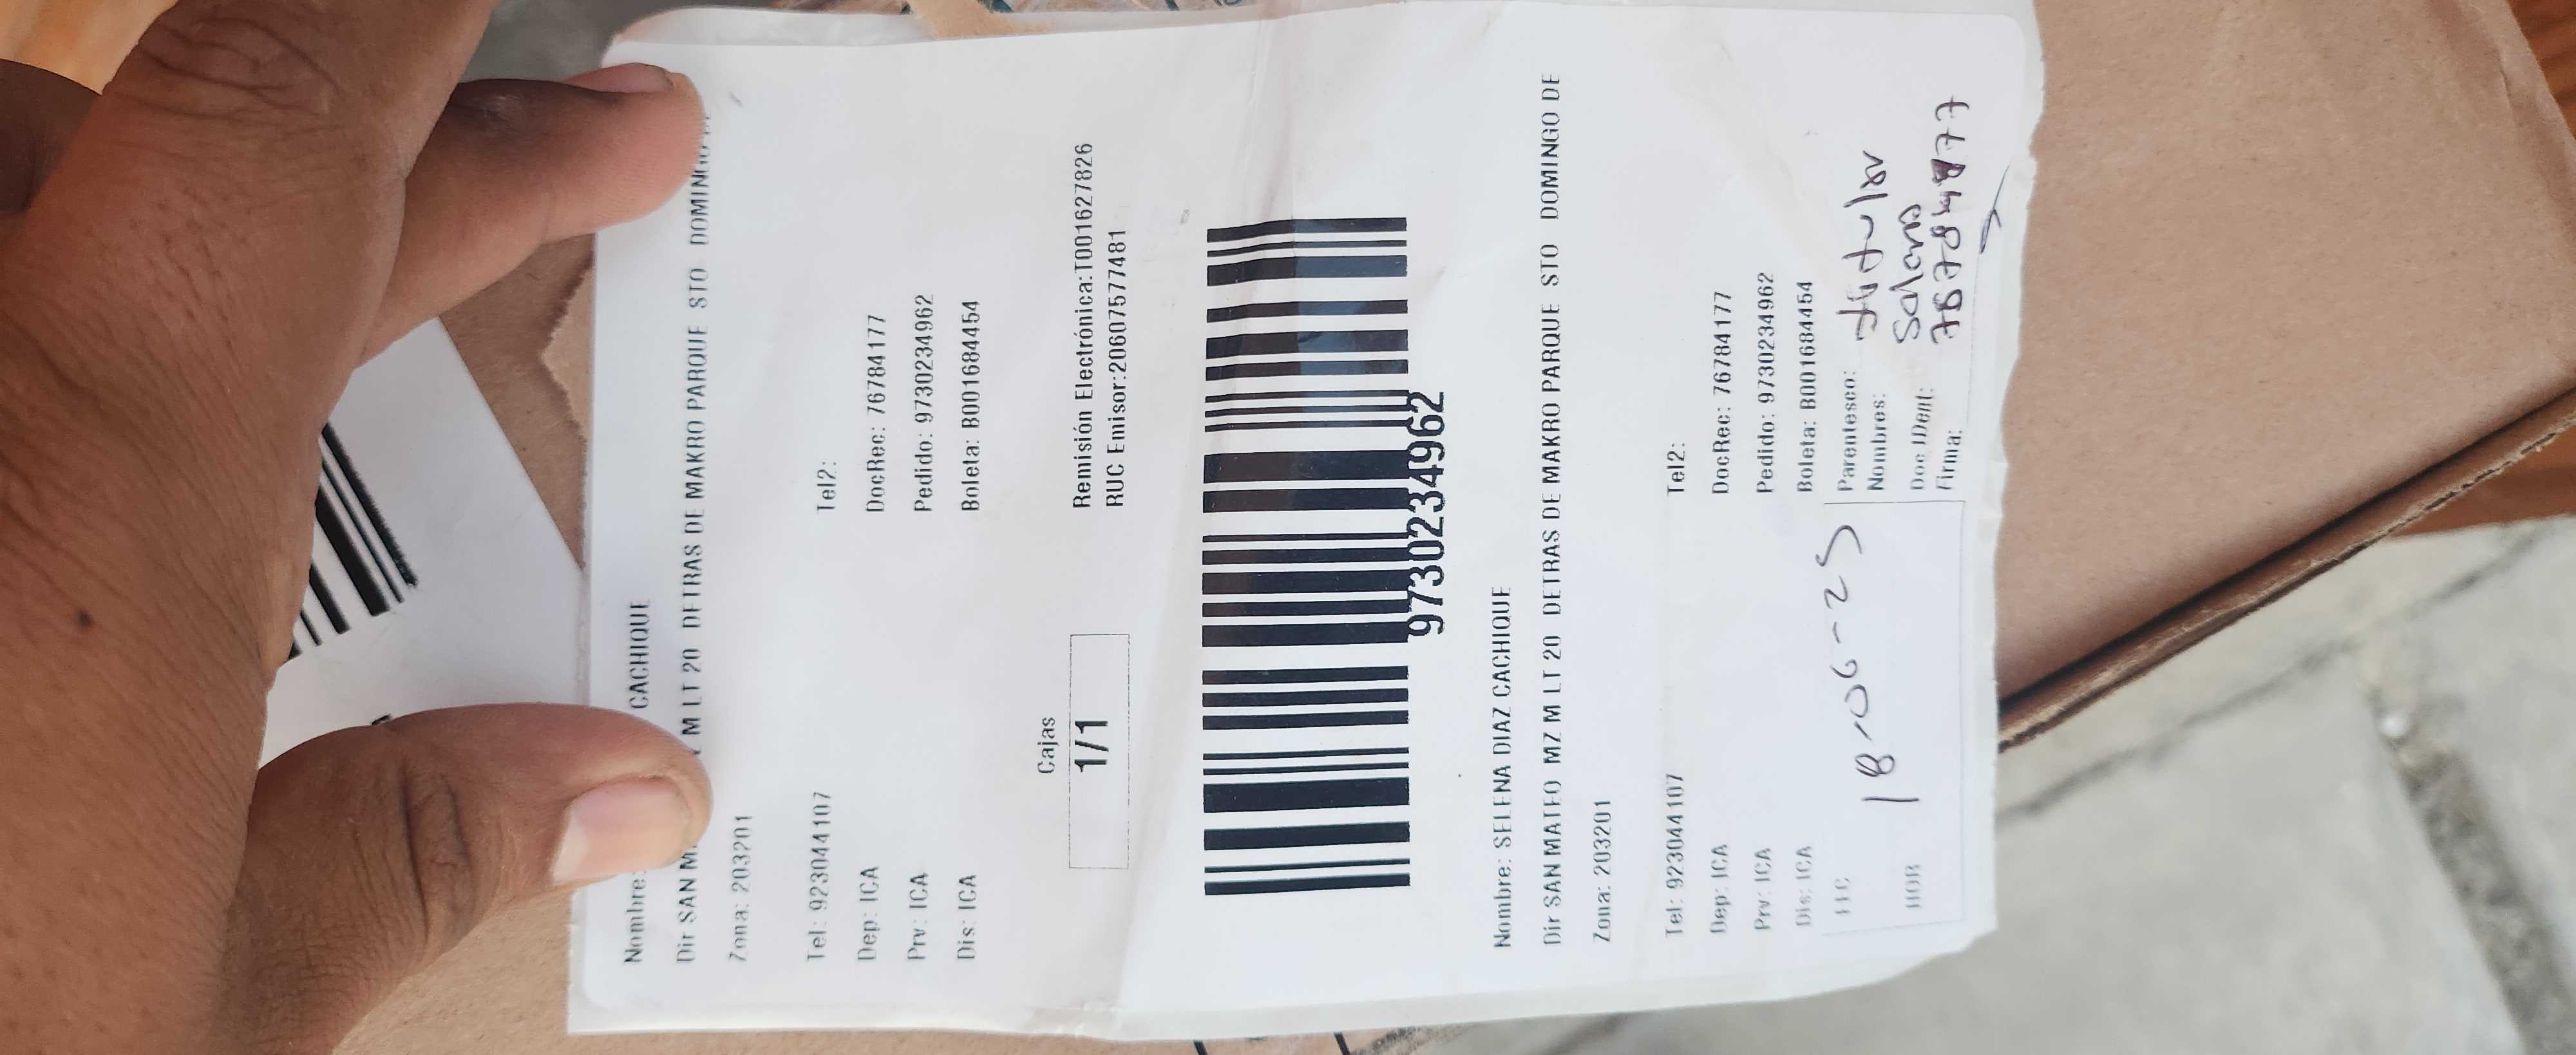 Nombre: CACHIQUE
Dir SAN M M LT 20 DETRAS DE MAKRO PARQUE STO DOMINGO
Zona: 203201
Tel: 923044107 Tel2:
Dep: ICA DocRec: 76784177
Prv: ICA Pedido: 9730234962
Dis: ICA Boleta: B001684454
Cajas
1/1
Remisión Electrónica:T001627826
RUC Emisor:20607577481
9730234962
Nombre: SELENA DIAZ CACHIQUE
Dir SAN MATEO MZ M LT 20 DETRAS DE MAKRO PARQUE STO DOMINGO DE
Zona: 203201
Tel: 923044107 Tel2:
Dep: ICA DocRec: 76784177
Prv: ICA Pedido: 9730234962
Dis: ICA Boleta: B001684454
FEC 18-06-25
HOR
Parentesco: titular
Nombres:
Doc IDent:
Firma: